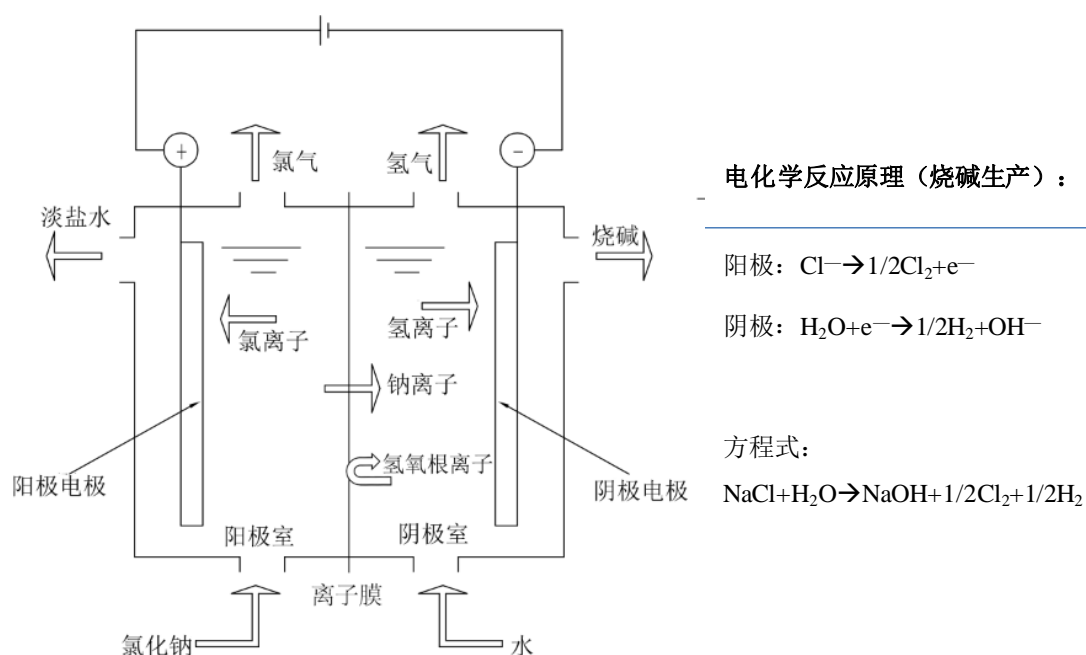 +
-
氯气
氢气
淡盐水
烧碱
氯离子
氢离子
钠离子
氢氧根离子
阳极电极
阴极电极
阳极室
阴极室
离子膜
氯化钠
水
电化学反应原理（烧碱生产）：
阳极：Cl—→1/2Cl₂+e—
阴极：H₂O+e—→1/2H₂+OH—
方程式：
NaCl+H₂O→NaOH+1/2Cl₂+1/2H₂